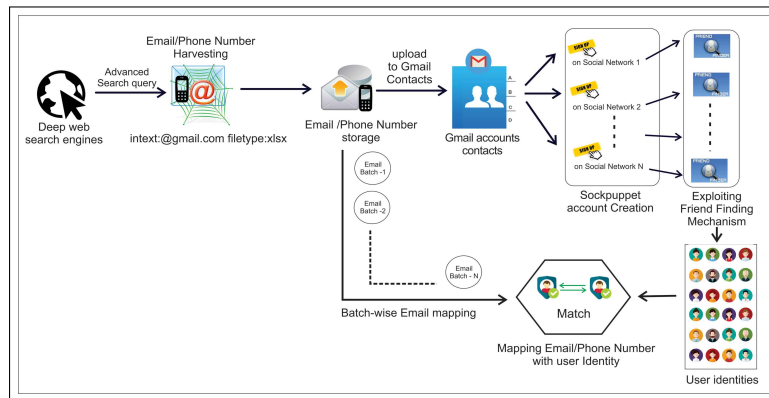 Email/Phone Number
Harvesting
Advanced
Search query
Deep web
search engines
intext:@gmail.com filetype:xlsx
Email /Phone Number
storage
upload
to Gmail
Contacts
A
B
C
D
Gmail accounts
contacts
SIGN UP
on Social Network 1
SIGN UP
on Social Network 2
SIGN UP
on Social Network N
Sockpuppet
account Creation
FRIEND
FINDER
FRIEND
FINDER
FRIEND
FINDER
Exploiting
Friend Finding
Mechanism
Email
Batch -1
Email
Batch -2
Email
Batch - N
Batch-wise Email mapping
Match
Mapping Email/Phone Number
with user Identity
User identities